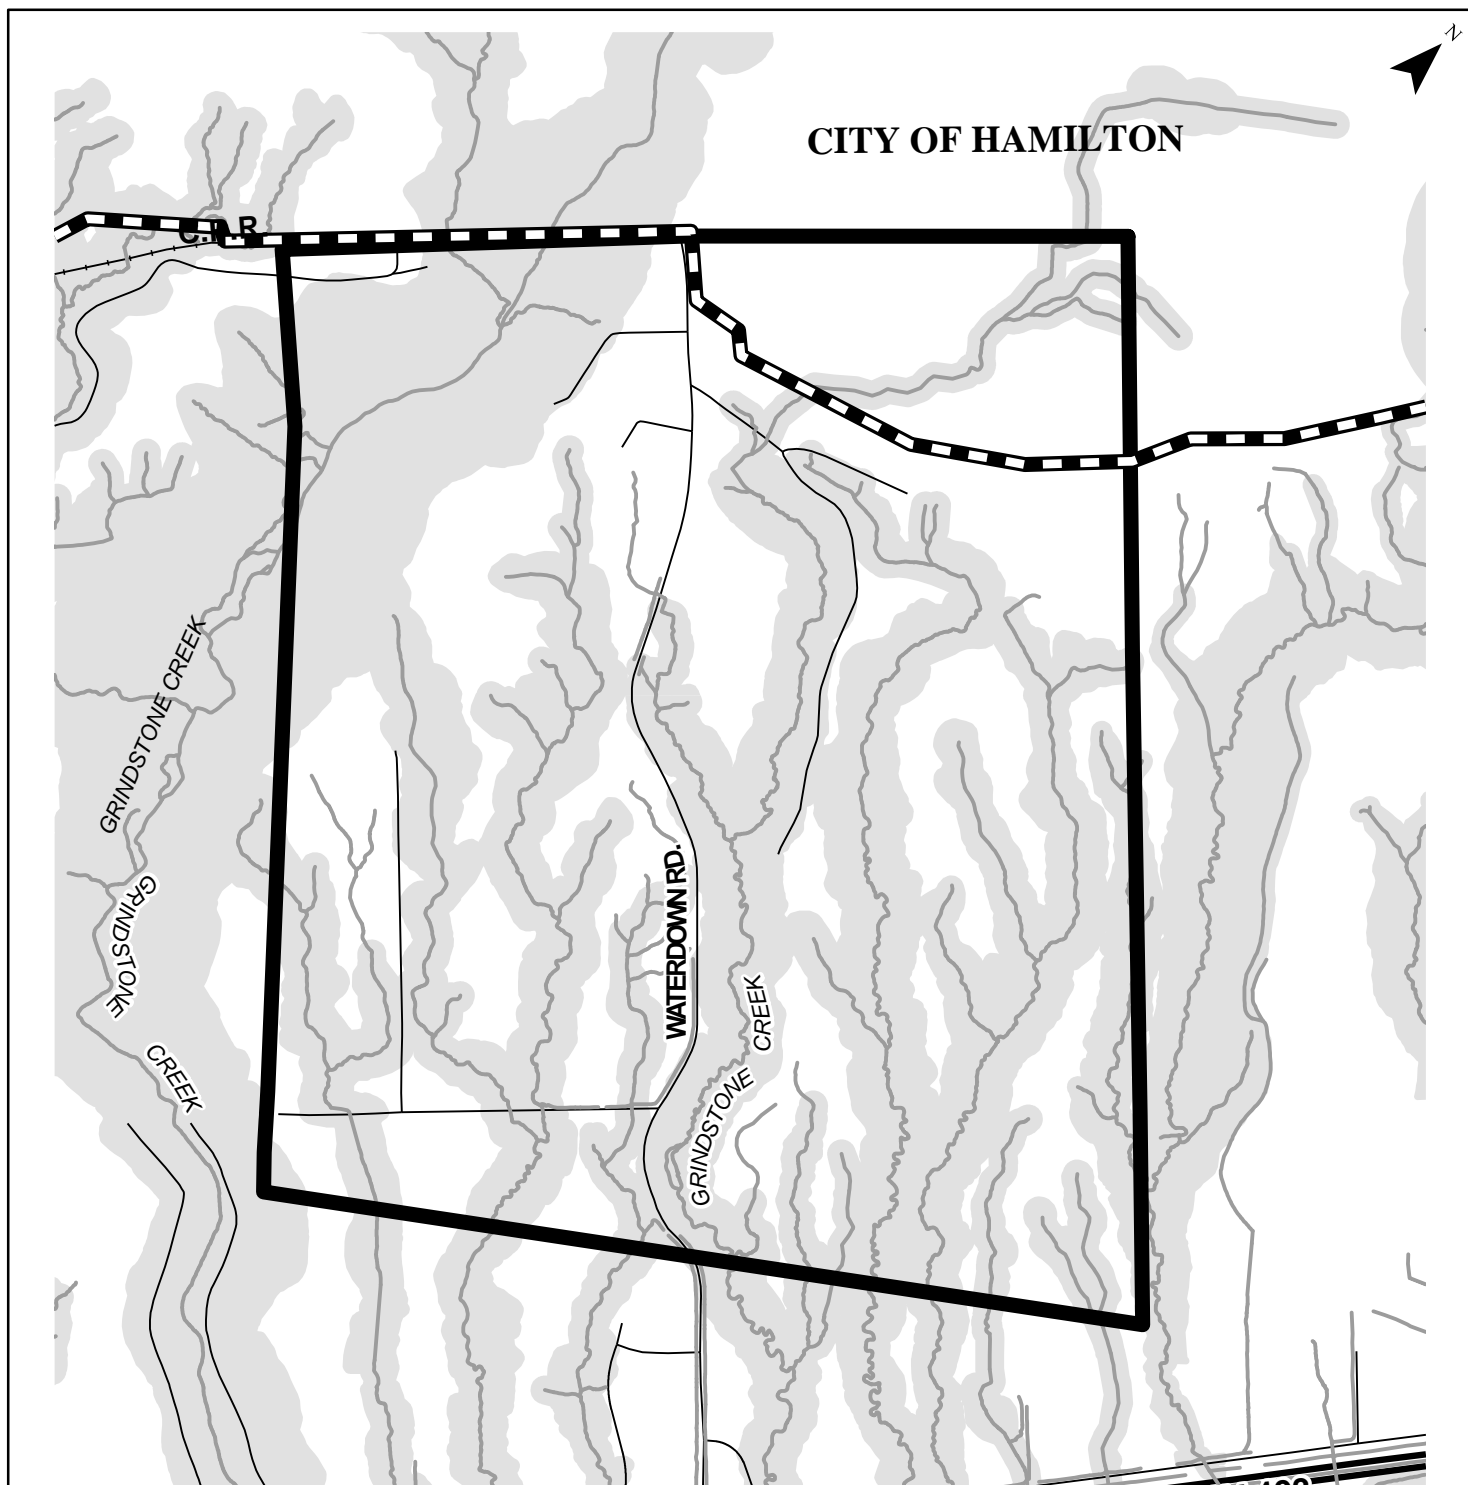 N
CITY OF HAMILTON
GRINDSTONE CREEK
WATERDOWN RD.
GRINDSTONE
CREEK
GRINDSTONE
CREEK